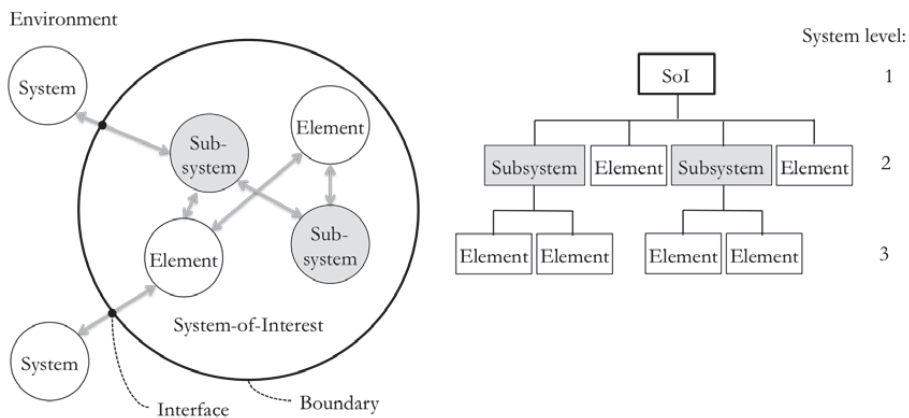 Environment
System
Sub-
system
Element
Element
Sub-
system
System-of-Interest
System
Interface
Boundary
System level:
SoI
1
Subsystem
Element
Subsystem
Element
2
Element
Element
Element
Element
3